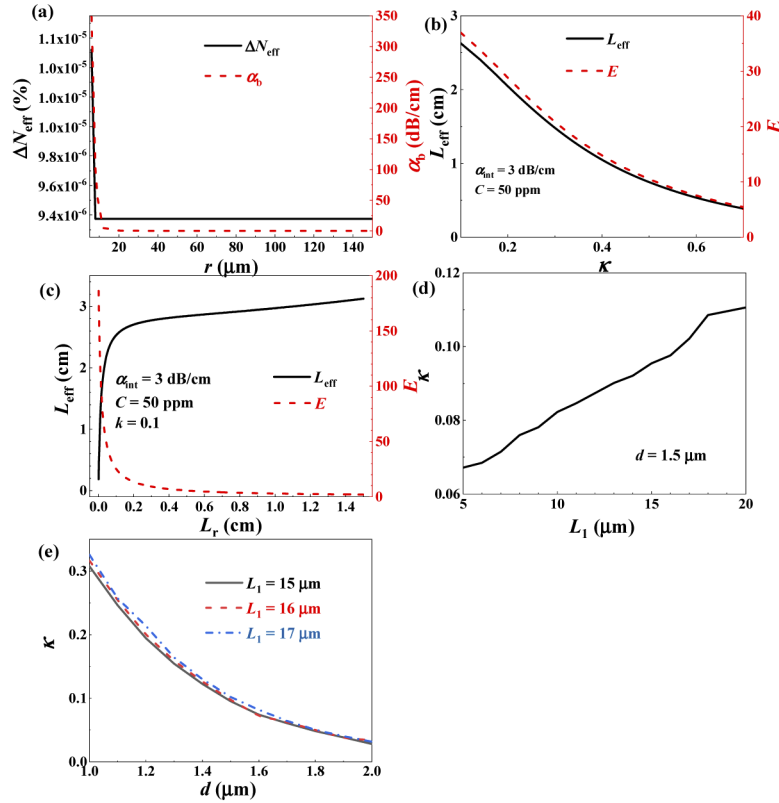 (a)
ΔNeff (%)
1.1x10⁻⁵
1.0x10⁻⁵
1.0x10⁻⁵
9.8x10⁻⁶
9.6x10⁻⁶
9.4x10⁻⁶
ΔNeff
αb
350
300
250
200
150
100
50
0
αb (dB/cm)
20 40 60 80 100 120 140
r (μm)
(b)
Leff (cm)
3
2
1
0
Leff
E
αint = 3 dB/cm
C = 50 ppm
40
30
20
10
0
E
0.2 0.4 0.6
κ
(c)
Leff (cm)
3
2
1
0
αint = 3 dB/cm
C = 50 ppm
k = 0.1
Leff
E
200
150
100
50
0
E
0.0 0.2 0.4 0.6 0.8 1.0 1.2 1.4
Lr (cm)
(d)
κ
0.12
0.10
0.08
0.06
d = 1.5 μm
5 10 15 20
L1 (μm)
(e)
κ
0.3
0.2
0.1
0.0
L1 = 15 μm
L1 = 16 μm
L1 = 17 μm
1.0 1.2 1.4 1.6 1.8 2.0
d (μm)